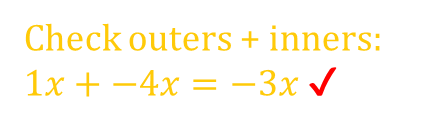 Check outers + inners:
1x + −4x = −3x ✓